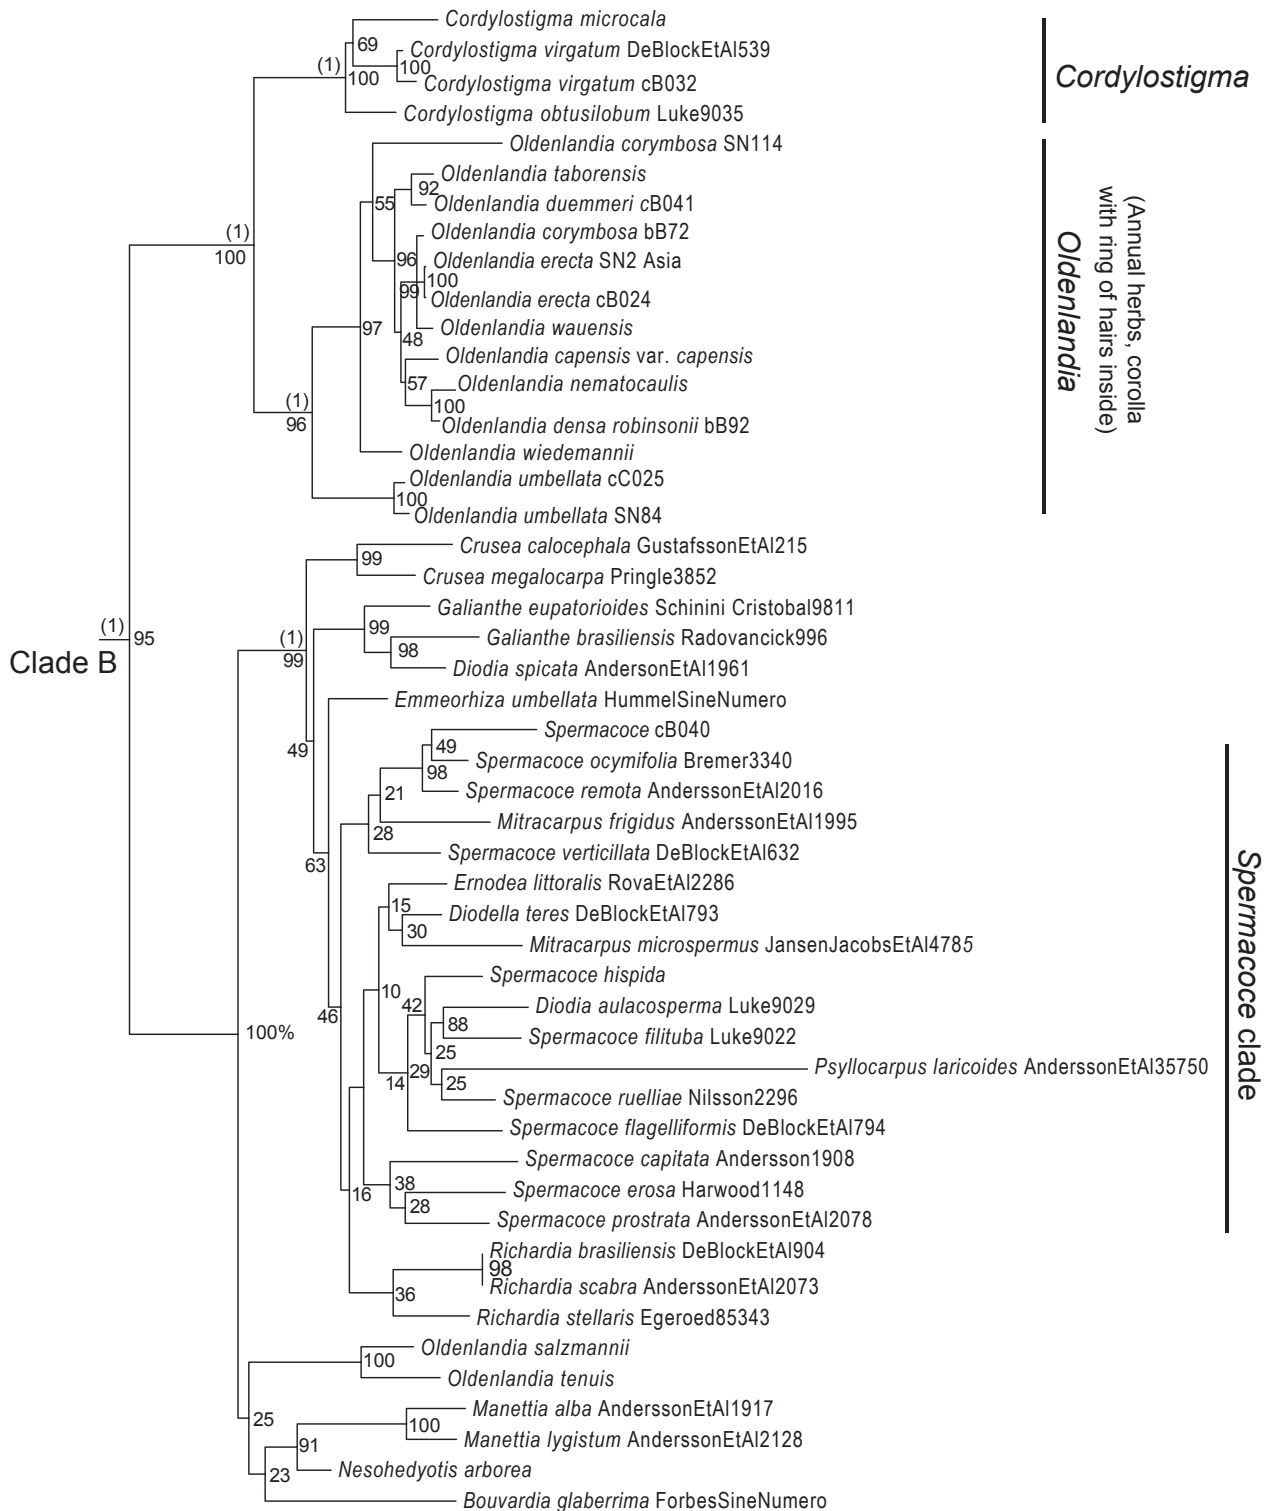 Cordylostigma microcala
69
(1)
Cordylostigma virgatum DeBlockEtAl539
100
100
Cordylostigma virgatum cB032
Cordylostigma
Cordylostigma obtusilobum Luke9035
Oldenlandia corymbosa SN114
Oldenlandia taborensis
92
55
Oldenlandia duemmeri cB041
(1)
100
Oldenlandia corymbosa bB72
96
Oldenlandia erecta SN2 Asia
100
99
Oldenlandia erecta cB024
97
Oldenlandia wauensis
48
Oldenlandia capensis var. capensis
57
Oldenlandia nematocaulis
(1)
96
100
Oldenlandia densa robinsonii bB92
Oldenlandia wiedemannii
Oldenlandia umbellata cC025
100
Oldenlandia umbellata SN84
Oldenlandia
(Annual herbs, corolla
with ring of hairs inside)
Crusea calocephala GustafssonEtAl215
99
Crusea megalocarpa Pringle3852
Galianthe eupatorioides Schinini Cristobal9811
99
(1)
99
Galianthe brasiliensis Radovancick996
98
(1)
95
Clade B
Diodia spicata AndersonEtAl1961
Emmeorhiza umbellata HummelSineNumero
49
Spermacoce cB040
49
Spermacoce ocymifolia Bremer3340
98
21
Spermacoce remota AnderssonEtAl2016
Mitracarpus frigidus AnderssonEtAl1995
28
Spermacoce verticillata DeBlockEtAl632
63
Ernodea littoralis RovaEtAl2286
15
Diodella teres DeBlockEtAl793
30
Mitracarpus microspermus JansenJacobsEtAl4785
10
Spermacoce hispida
42
46
Diodia aulacosperma Luke9029
88
100%
Spermacoce filituba Luke9022
25
29
14
Psyllocarpus laricoides AnderssonEtAl35750
25
Spermacoce ruelliae Nilsson2296
Spermacoce flagelliformis DeBlockEtAl794
Spermacoce capitata Andersson1908
38
16
Spermacoce erosa Harwood1148
28
Spermacoce prostrata AnderssonEtAl2078
Spermacoce clade
Richardia brasiliensis DeBlockEtAl904
98
Richardia scabra AnderssonEtAl2073
36
Richardia stellaris Egeroed85343
Oldenlandia salzmannii
100
Oldenlandia tenuis
Manettia alba AnderssonEtAl1917
25
100
Manettia lygistum AnderssonEtAl2128
91
Nesohedyotis arborea
23
Bouvardia glaberrima ForbesSineNumero